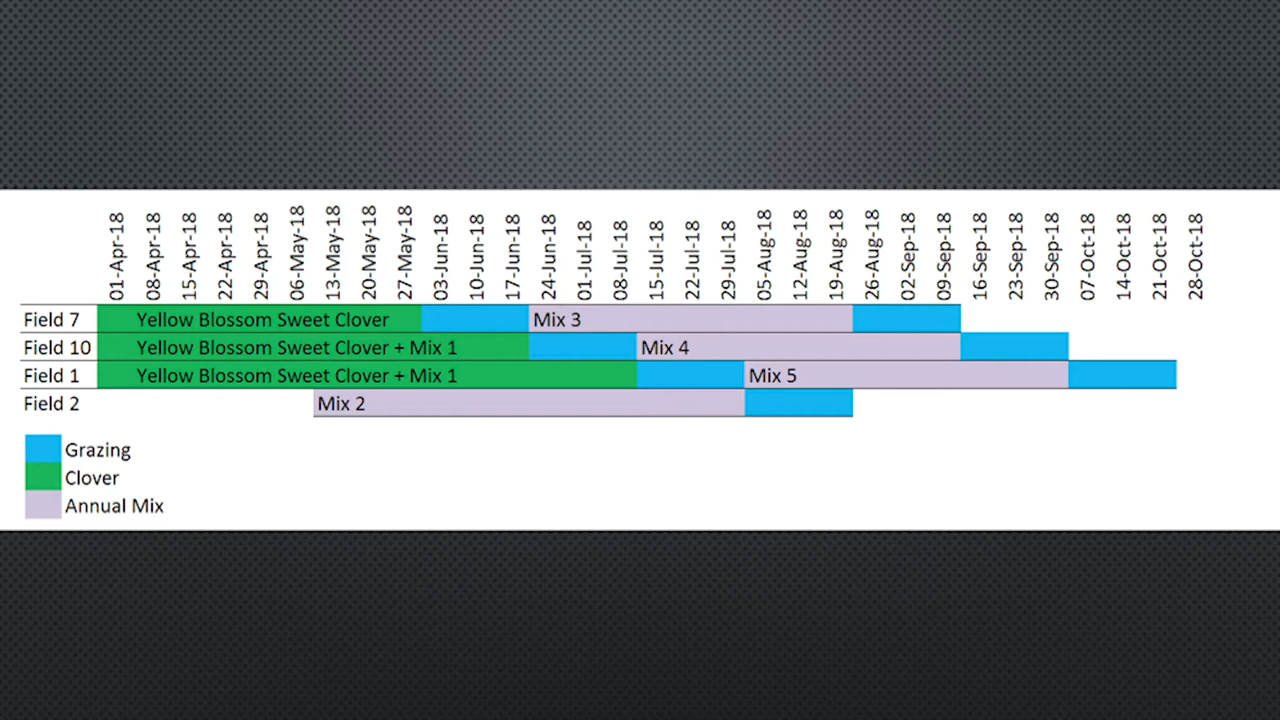 01-Apr-18 08-Apr-18 15-Apr-18 22-Apr-18 29-Apr-18 06-May-18 13-May-18 20-May-18 27-May-18 03-Jun-18 10-Jun-18 17-Jun-18 24-Jun-18 01-Jul-18 08-Jul-18 15-Jul-18 22-Jul-18 29-Jul-18 05-Aug-18 12-Aug-18 19-Aug-18 26-Aug-18 02-Sep-18 09-Sep-18 16-Sep-18 23-Sep-18 30-Sep-18 07-Oct-18 14-Oct-18 21-Oct-18 28-Oct-18
Field 7 Yellow Blossom Sweet Clover Mix 3
Field 10 Yellow Blossom Sweet Clover + Mix 1 Mix 4
Field 1 Yellow Blossom Sweet Clover + Mix 1 Mix 5
Field 2 Mix 2
Grazing
Clover
Annual Mix